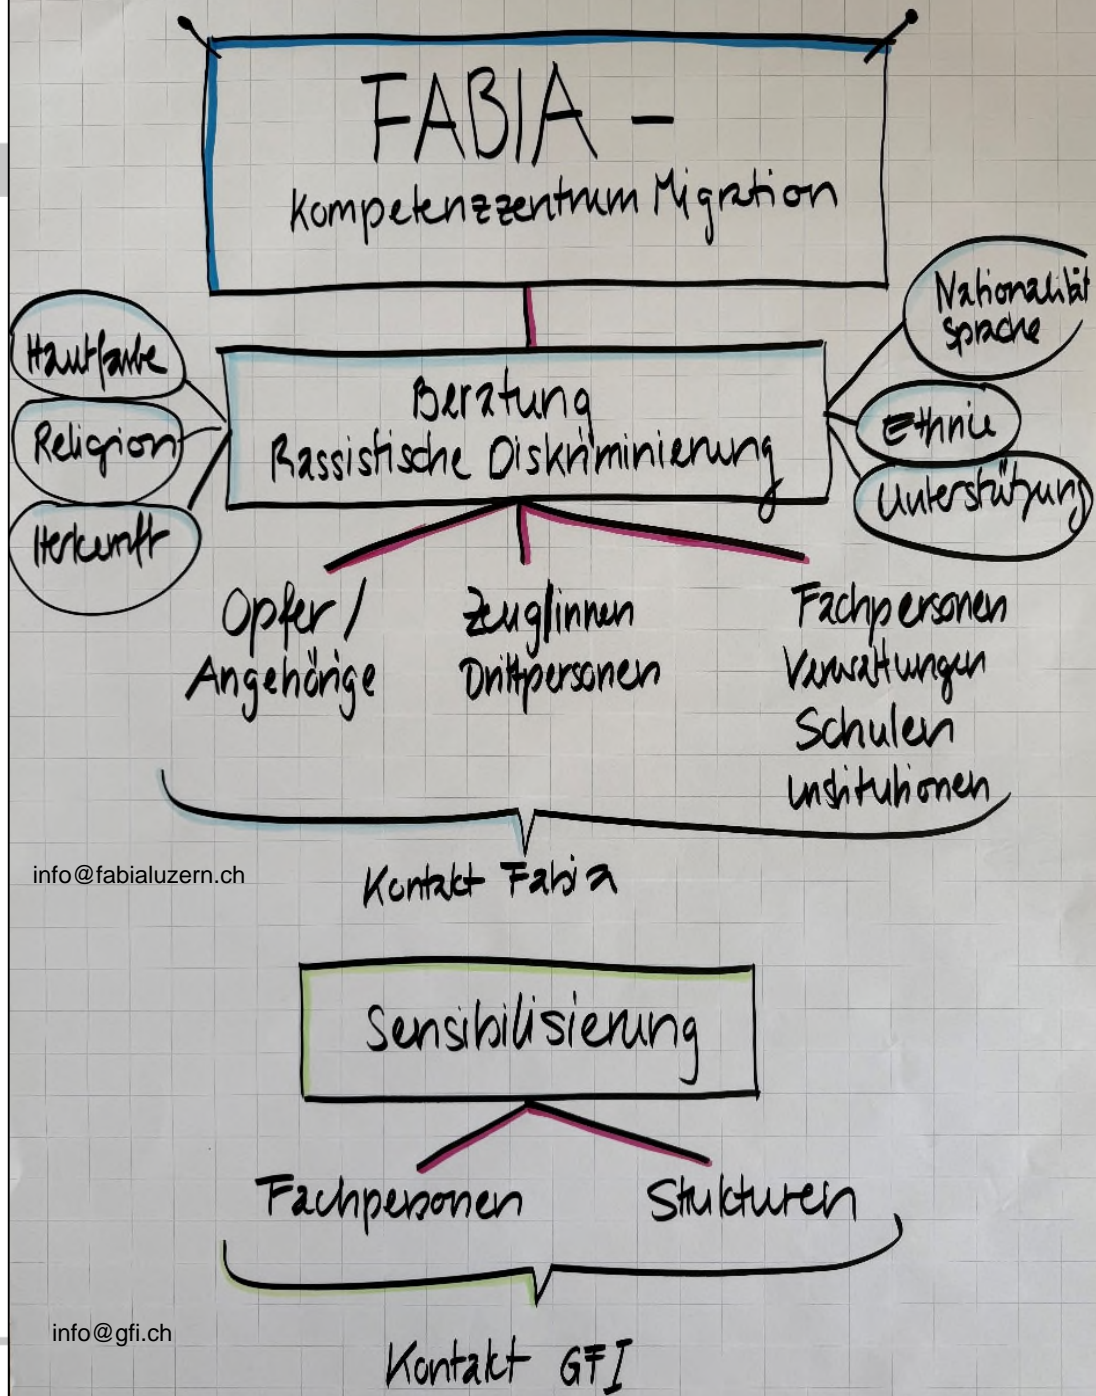 FABIA -
Kompetenzzentrum Migration
Hautfarbe
Religion
Herkunft
Beratung
Rassistische Diskriminierung
Nationalität
Sprache
Ethnie
Unterstützung
Opfer /
Angehörige
Zeug/innen
Drittpersonen
Fachpersonen
Verwaltungen
Schulen
Institutionen
info@fabialuzern.ch
Kontakt Fabia
Sensibilisierung
Fachpersonen
Strukturen
info@gfi.ch
Kontakt GFI